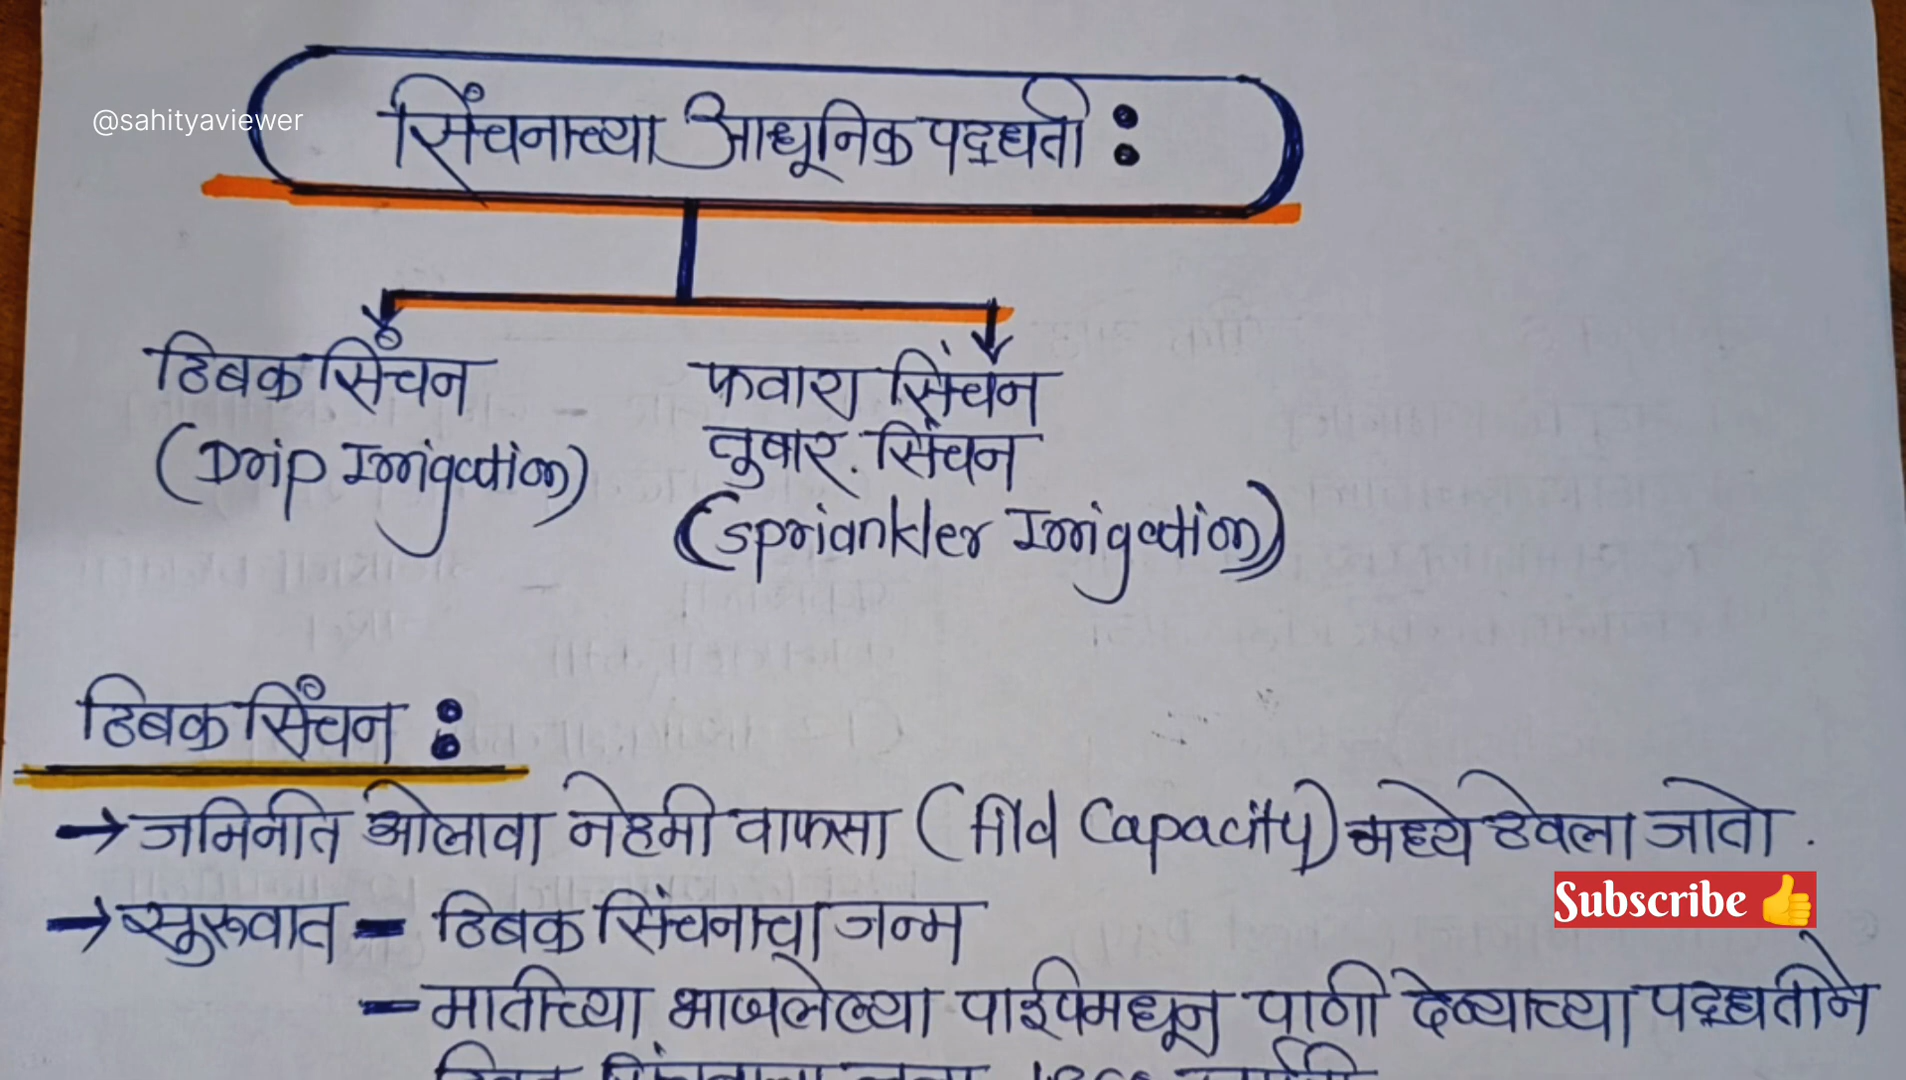 @sahityaviewer
सिंचनाच्या आधूनिक पद्धती :
ठिबक सिंचन
(Drip Irrigation)
फवारा सिंचन
तुषार सिंचन
(Spriankler Irrigation)
ठिबक सिंचन :
→ जमिनीत ओलावा नेहमी वाफसा (Field Capacity) मध्ये ठेवला जातो.
Subscribe 👍
→ सुरूवात - ठिबक सिंचनाचा जन्म
- मातीच्या भाजलेल्या पाईपमधून पाणी देण्याच्या पद्धतीने